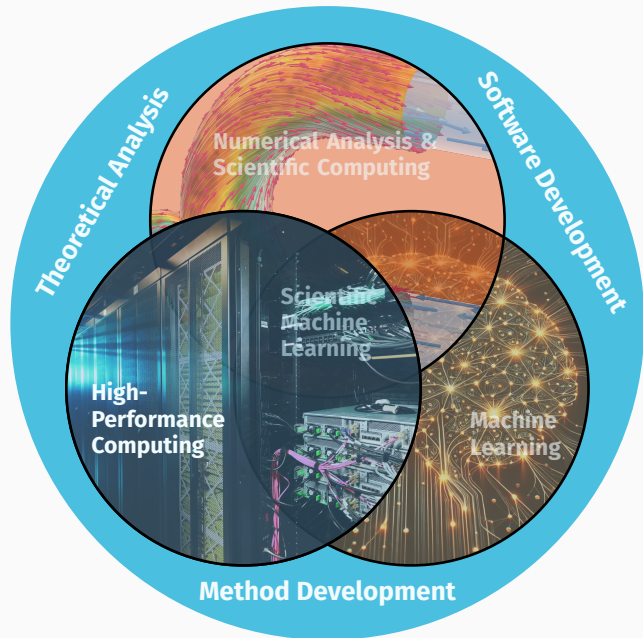 Theoretical Analysis
Software Development
Numerical Analysis &
Scientific Computing
Scientific
Machine
Learning
High-
Performance
Computing
Machine
Learning
Method Development